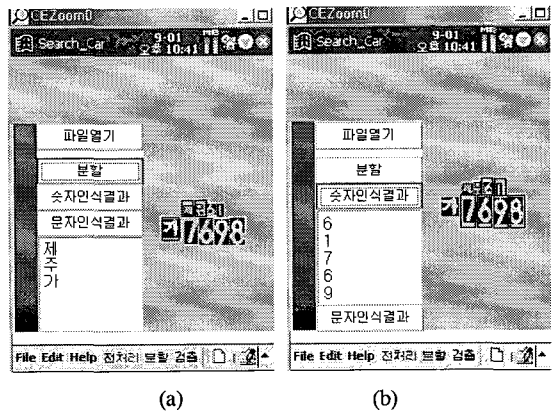 CEZoom
Search_Car
9-01
오후 10:41
파일열기
분할
숫자인식결과
문자인식결과
제
주
가
가 7698
File Edit Help 전처리 분할 검출
(a)
CEZoom
Search_Car
9-01
오후 10:41
파일열기
분할
숫자인식결과
6
1
7
6
9
문자인식결과
가 7698
File Edit Help 전처리 분할 검출
(b)